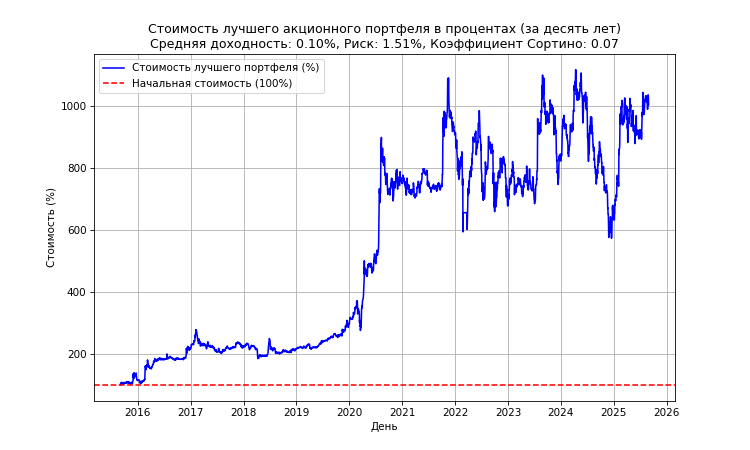 Стоимость лучшего акционного портфеля в процентах (за десять лет)
Средняя доходность: 0.10%, Риск: 1.51%, Коэффициент Сортино: 0.07
Стоимость лучшего портфеля (%)
Начальная стоимость (100%)
Стоимость (%)
1000
800
600
400
200
2016 2017 2018 2019 2020 2021 2022 2023 2024 2025 2026
День